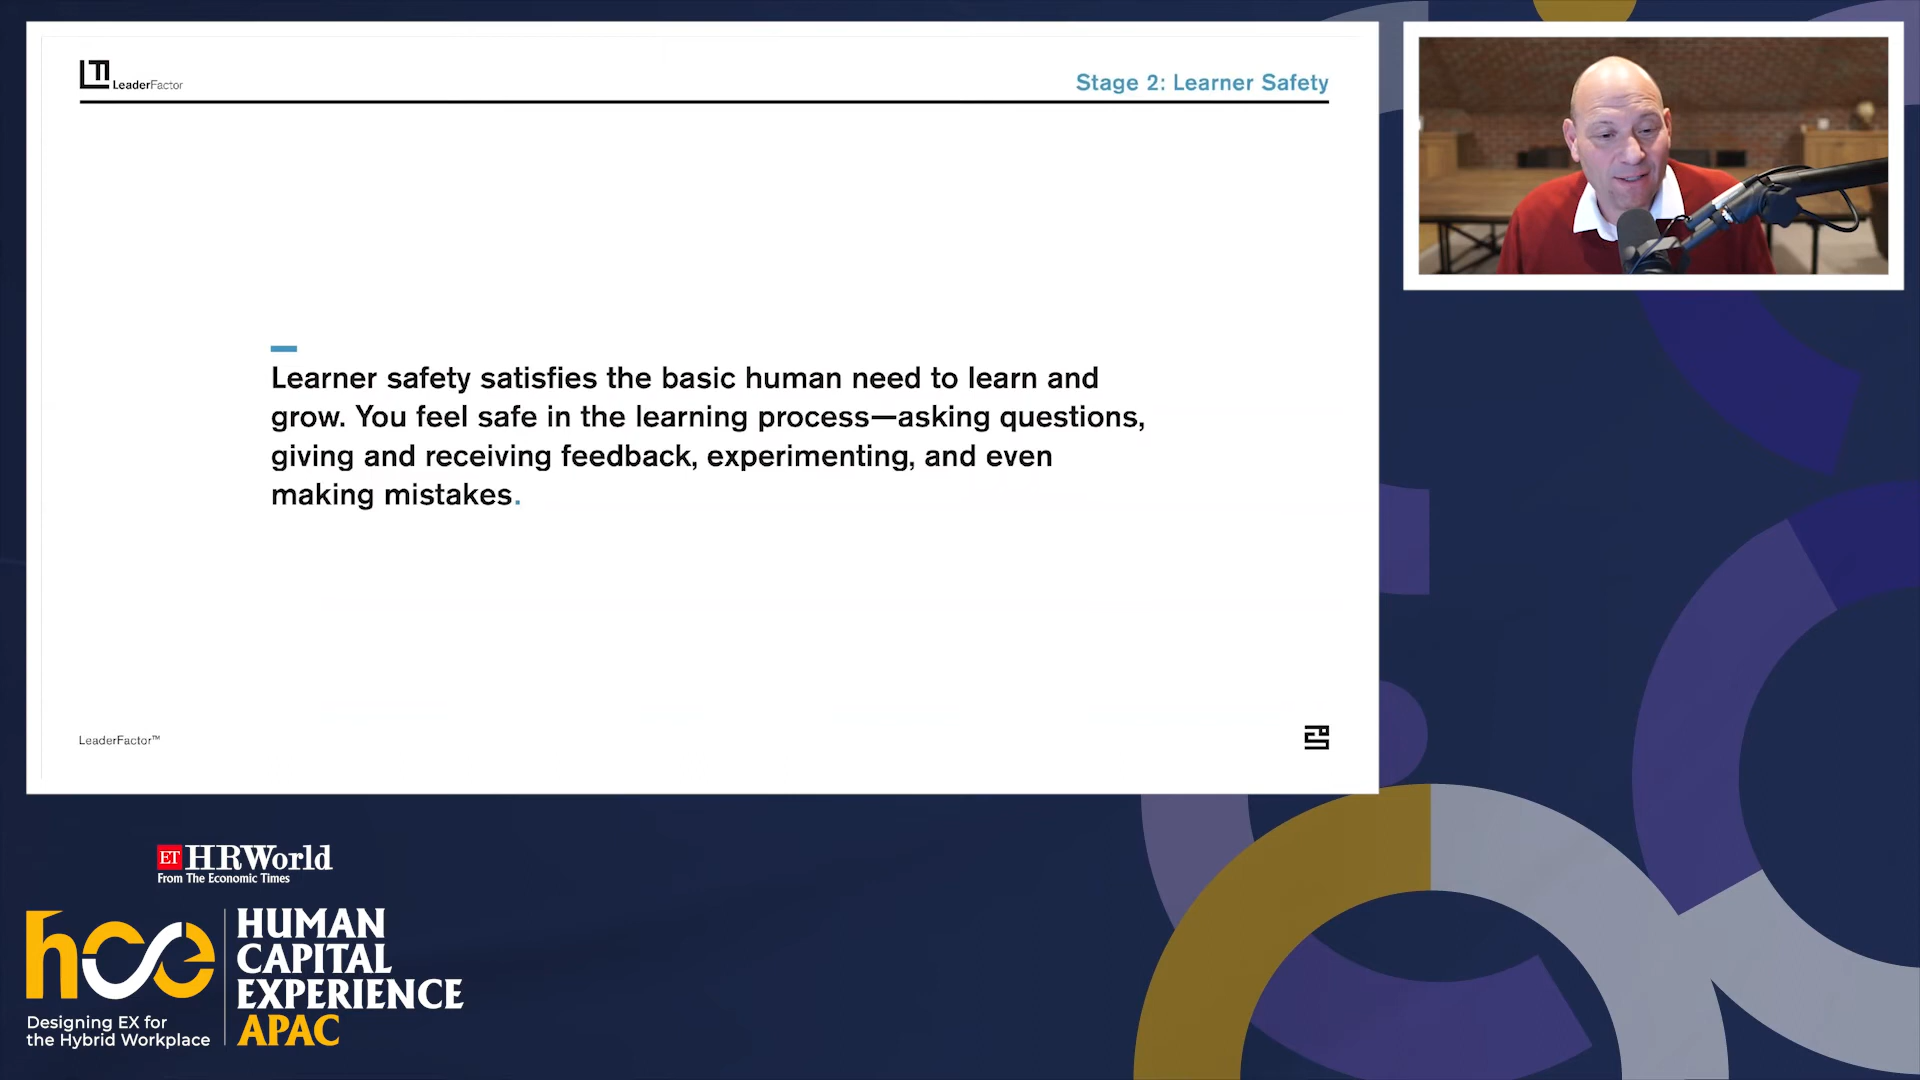 LeaderFactor
Stage 2: Learner Safety
Learner safety satisfies the basic human need to learn and
grow. You feel safe in the learning process—asking questions,
giving and receiving feedback, experimenting, and even
making mistakes.
LeaderFactor™
ET HRWorld
From The Economic Times
hce
HUMAN
CAPITAL
EXPERIENCE
APAC
Designing EX for
the Hybrid Workplace